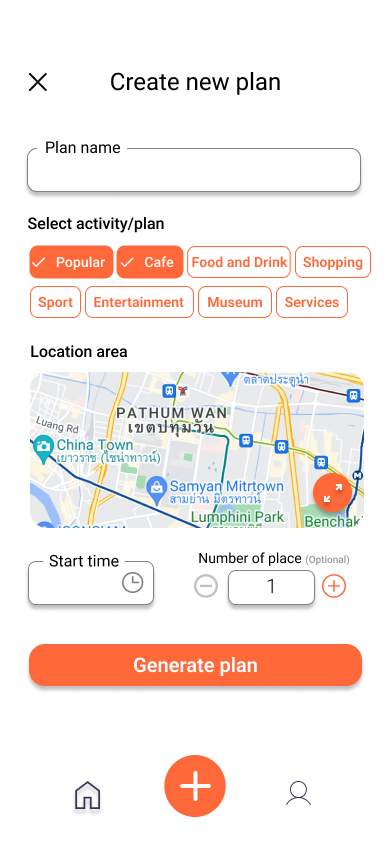 Create new plan
Plan name
Select activity/plan
Popular
Cafe
Food and Drink
Shopping
Sport
Entertainment
Museum
Services
Location area
ตลาดประตูน้ำ
PATHUM WAN
เขตปทุมวัน
Luang Rd
China Town
เยาวราช (ไชน่าทาวน์)
Samyan Mitrtown
สามย่าน มิตรทาวน์
Lumphini Park
Benchak
Start time
Number of place (Optional)
1
Generate plan